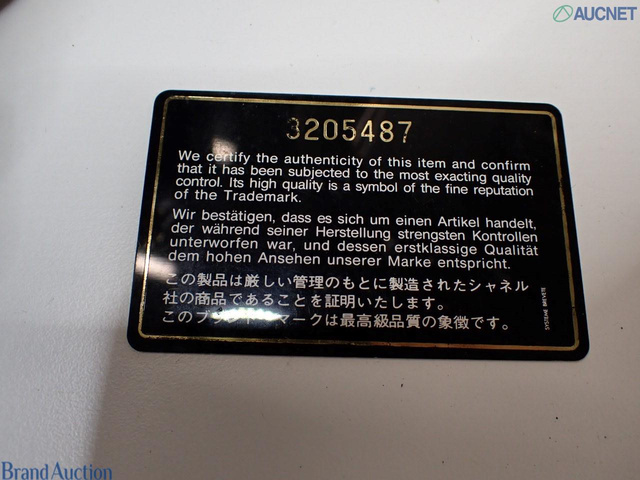 AUCNET
3205487
We certify the authenticity of this item and confirm
that it has been subjected to the most exacting quality
control. Its high quality is a symbol of the fine reputation
of the Trademark.
Wir bestätigen, dass es sich um einen Artikel handelt,
der während seiner Herstellung strengsten Kontrollen
unterworfen war, und dessen erstklassige Qualität
dem hohen Ansehen unserer Marke entspricht.
この製品は厳しい管理のもとに製造されたシャネル
社の商品であることを証明いたします。
このブランド・マークは最高級品質の象徴です。
SYSTEME BREVETE
Brand Auction